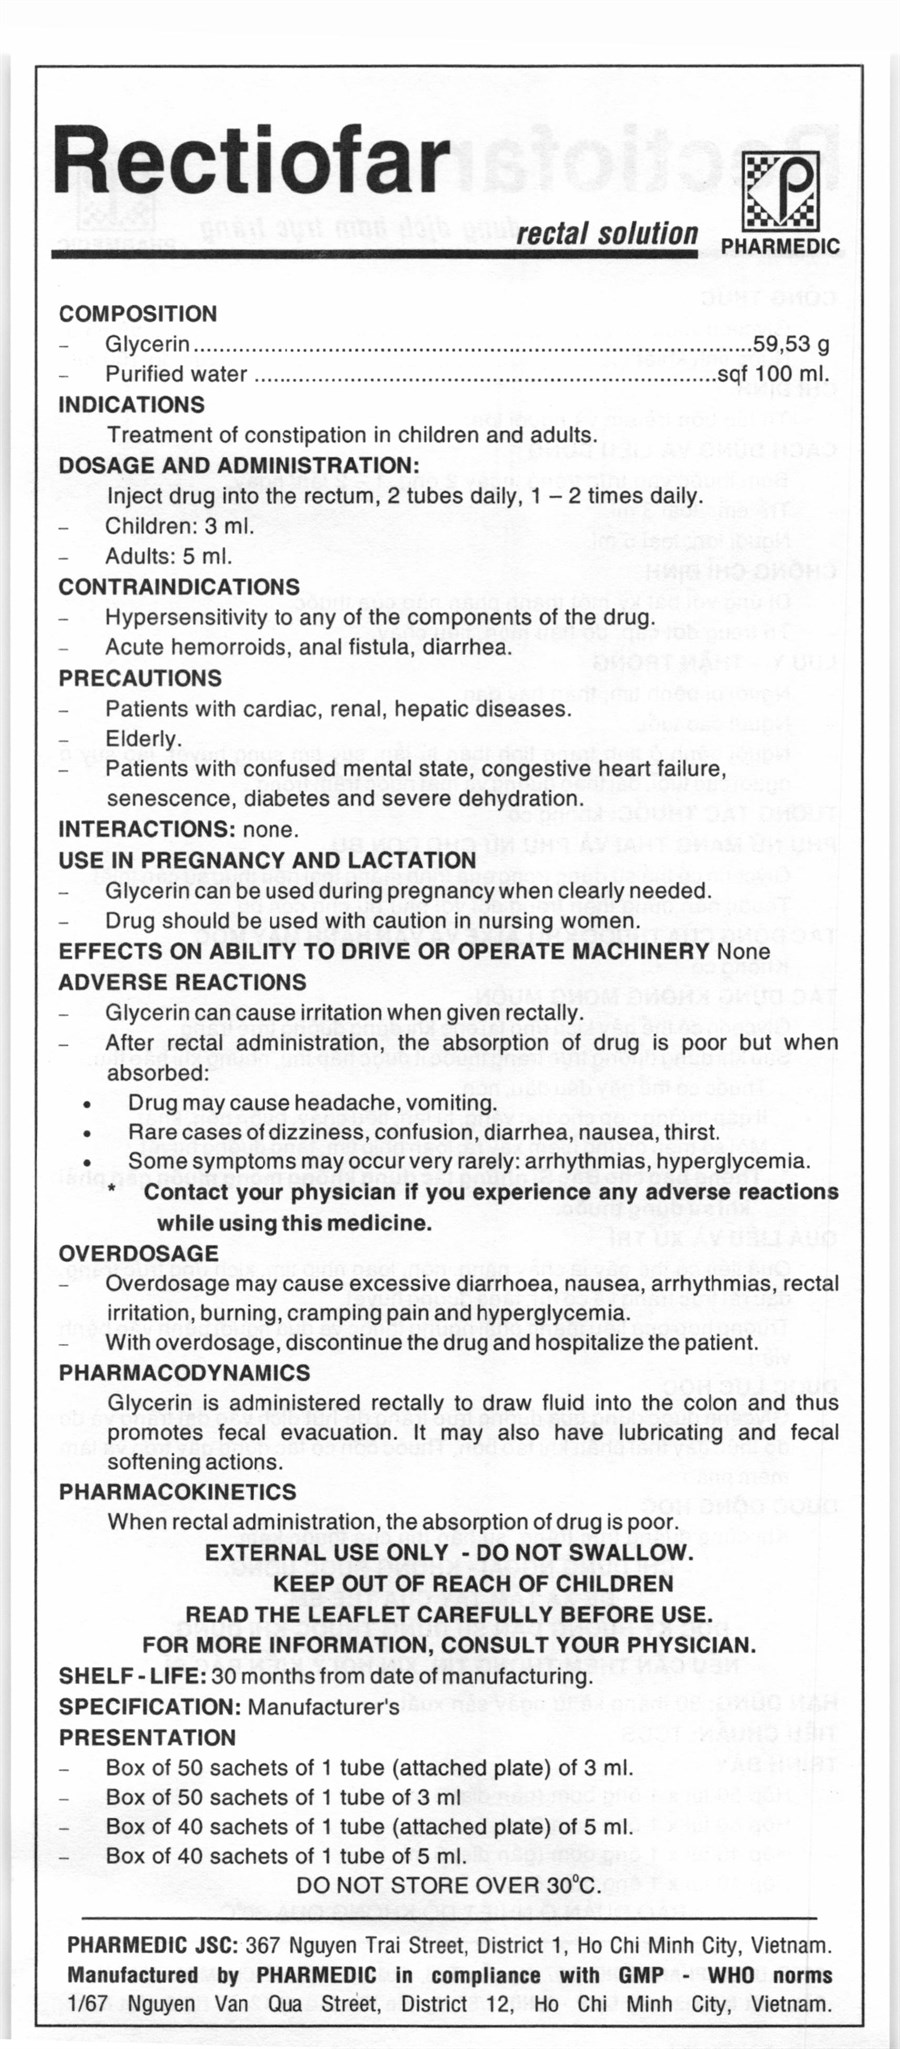 Rectiofar
rectal solution
PHARMEDIC
COMPOSITION
– Glycerin................................................................................59,53 g
– Purified water ..........................................................................sqf 100 ml.
INDICATIONS
Treatment of constipation in children and adults.
DOSAGE AND ADMINISTRATION:
Inject drug into the rectum, 2 tubes daily, 1 – 2 times daily.
– Children: 3 ml.
– Adults: 5 ml.
CONTRAINDICATIONS
– Hypersensitivity to any of the components of the drug.
– Acute hemorroids, anal fistula, diarrhea.
PRECAUTIONS
– Patients with cardiac, renal, hepatic diseases.
– Elderly.
– Patients with confused mental state, congestive heart failure,
senescence, diabetes and severe dehydration.
INTERACTIONS: none.
USE IN PREGNANCY AND LACTATION
– Glycerin can be used during pregnancy when clearly needed.
– Drug should be used with caution in nursing women.
EFFECTS ON ABILITY TO DRIVE OR OPERATE MACHINERY None
ADVERSE REACTIONS
– Glycerin can cause irritation when given rectally.
– After rectal administration, the absorption of drug is poor but when
absorbed:
• Drug may cause headache, vomiting.
• Rare cases: dizziness, confusion, diarrhea, nausea, thirst.
• Some symptoms may occur very rarely: arrhythmias, hyperglycemia.
* Contact your physician if you experience any adverse reactions
while using this medicine.
OVERDOSAGE
– Overdosage may cause excessive diarrhoea, nausea, arrhythmias, rectal
irritation, burning, cramping pain and hyperglycemia.
– With overdosage, discontinue the drug and hospitalize the patient.
PHARMACODYNAMICS
Glycerin is administered rectally to draw fluid into the colon and thus
promotes fecal evacuation. It may also have lubricating and fecal
softening actions.
PHARMACOKINETICS
When rectal administration, the absorption of drug is poor.
EXTERNAL USE ONLY - DO NOT SWALLOW.
KEEP OUT OF REACH OF CHILDREN
READ THE LEAFLET CAREFULLY BEFORE USE.
FOR MORE INFORMATION, CONSULT YOUR PHYSICIAN.
SHELF - LIFE: 30 months from date of manufacturing.
SPECIFICATION: Manufacturer's
PRESENTATION
– Box of 50 sachets of 1 tube (attached plate) of 3 ml.
– Box of 50 sachets of 1 tube of 3 ml
– Box of 40 sachets of 1 tube (attached plate) of 5 ml.
– Box of 40 sachets of 1 tube of 5 ml.
DO NOT STORE OVER 30°C.
PHARMEDIC JSC: 367 Nguyen Trai Street, District 1, Ho Chi Minh City, Vietnam.
Manufactured by PHARMEDIC in compliance with GMP - WHO norms
1/67 Nguyen Van Qua Street, District 12, Ho Chi Minh City, Vietnam.